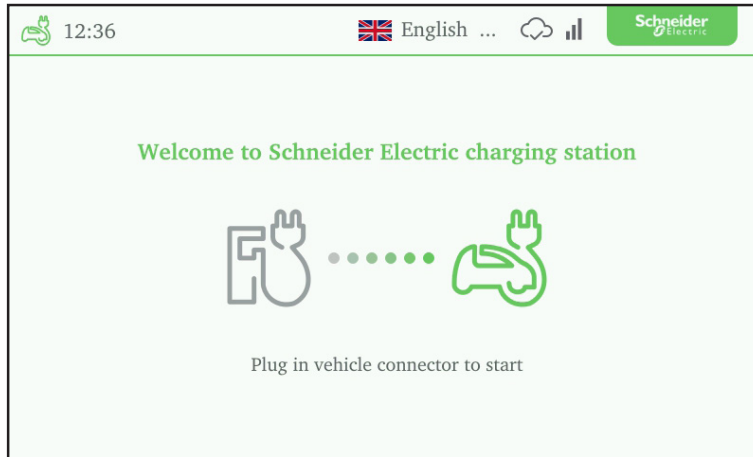 12:36 English ... Schneider
Electric
Welcome to Schneider Electric charging station
Plug in vehicle connector to start